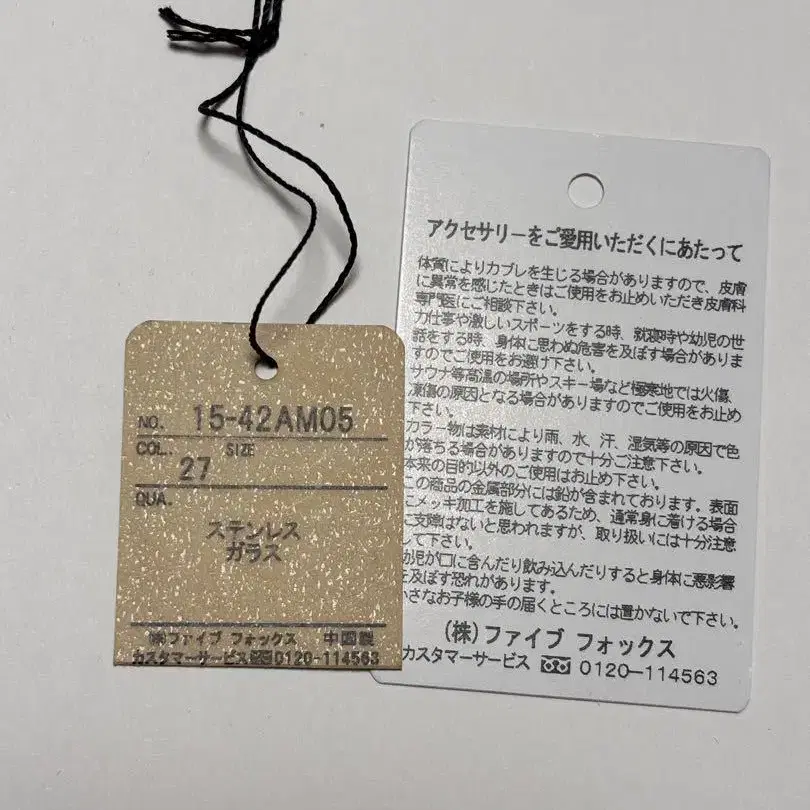 NO. 15-42AM05
COL. SIZE
27
QUA.
ステンレス
ガラス
㈱ファイブ フォックス 中国製
カスタマーサービス 0120-114563
アクセサリーをご愛用いただくにあたって
体質によりカブレを生じる場合がありますので、皮膚
に異常を感じたときはご使用をお止めいただき皮膚科
専門医にご相談下さい。
力仕事や激しいスポーツをする時、就寝時や幼児の世
話をする時、身体に思わぬ危害を及ぼす場合がありま
すのでご使用をお避け下さい。
サウナ等高温の場所やスキー場など極寒地では火傷、
凍傷の原因となる場合がありますのでご使用をお止め
下さい。
カラー物は素材により雨、水、汗、湿気等の原因で色
が落ちる場合がありますので十分ご注意下さい。
本来の目的以外のご使用はお止め下さい。
この商品の金属部分には鉛が含まれております。表面
にメッキ加工を施してあるため、通常身に着ける場合
に支障はないと思われますが、取り扱いには十分注意
して下さい。
幼児が口に含んだり飲み込んだりすると身体に悪影響
を及ぼす恐れがあります。
小さなお子様の手の届くところには置かないで下さい。
(株)ファイブ フォックス
カスタマーサービス 0120-114563